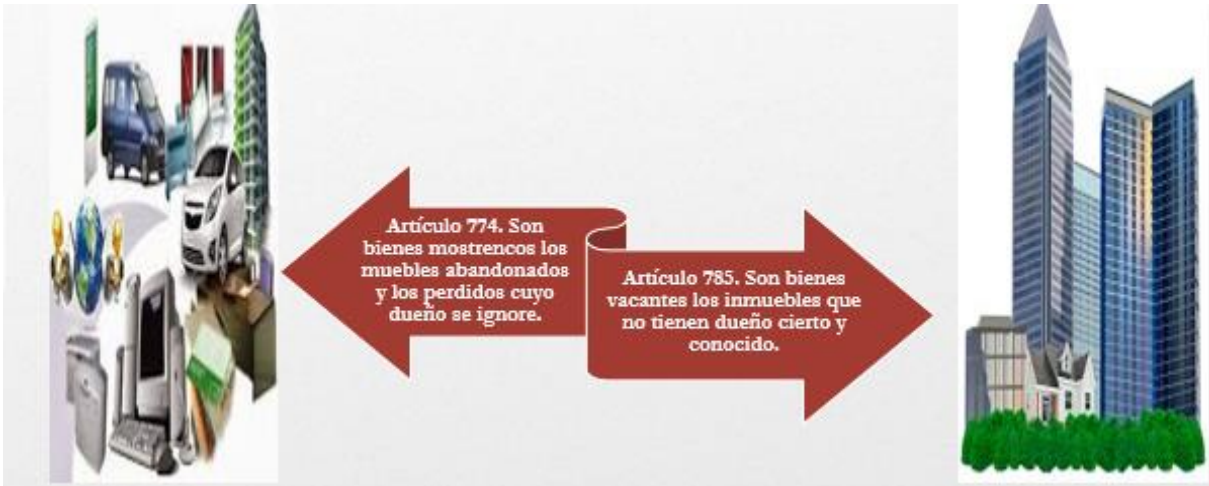 Artículo 774. Son
bienes mostrencos los
muebles abandonados
y los perdidos cuyo
dueño se ignore.
Artículo 785. Son bienes
vacantes los inmuebles que
no tienen dueño cierto y
conocido.